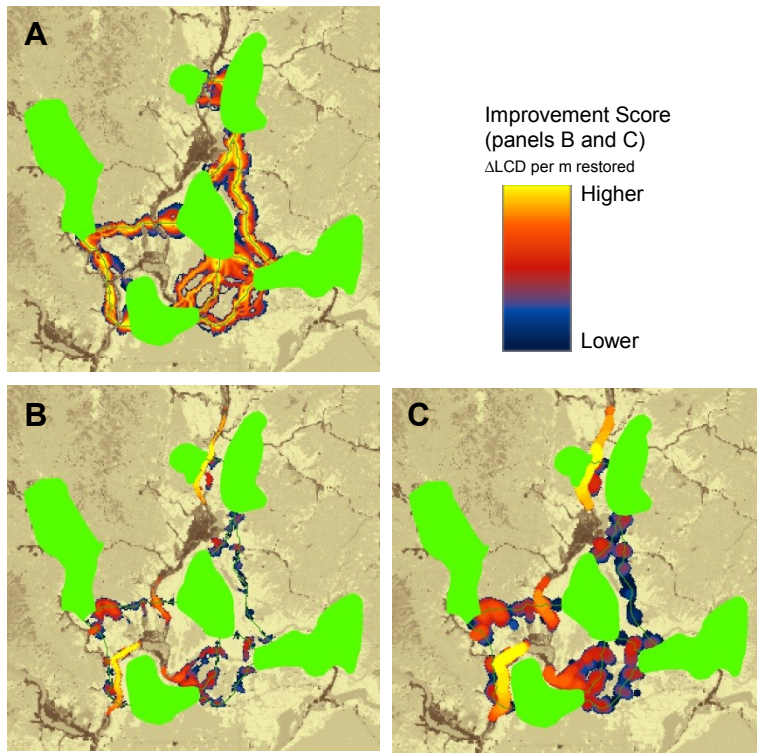 A
Improvement Score
(panels B and C)
ΔLCD per m restored
Higher
Lower
B
C